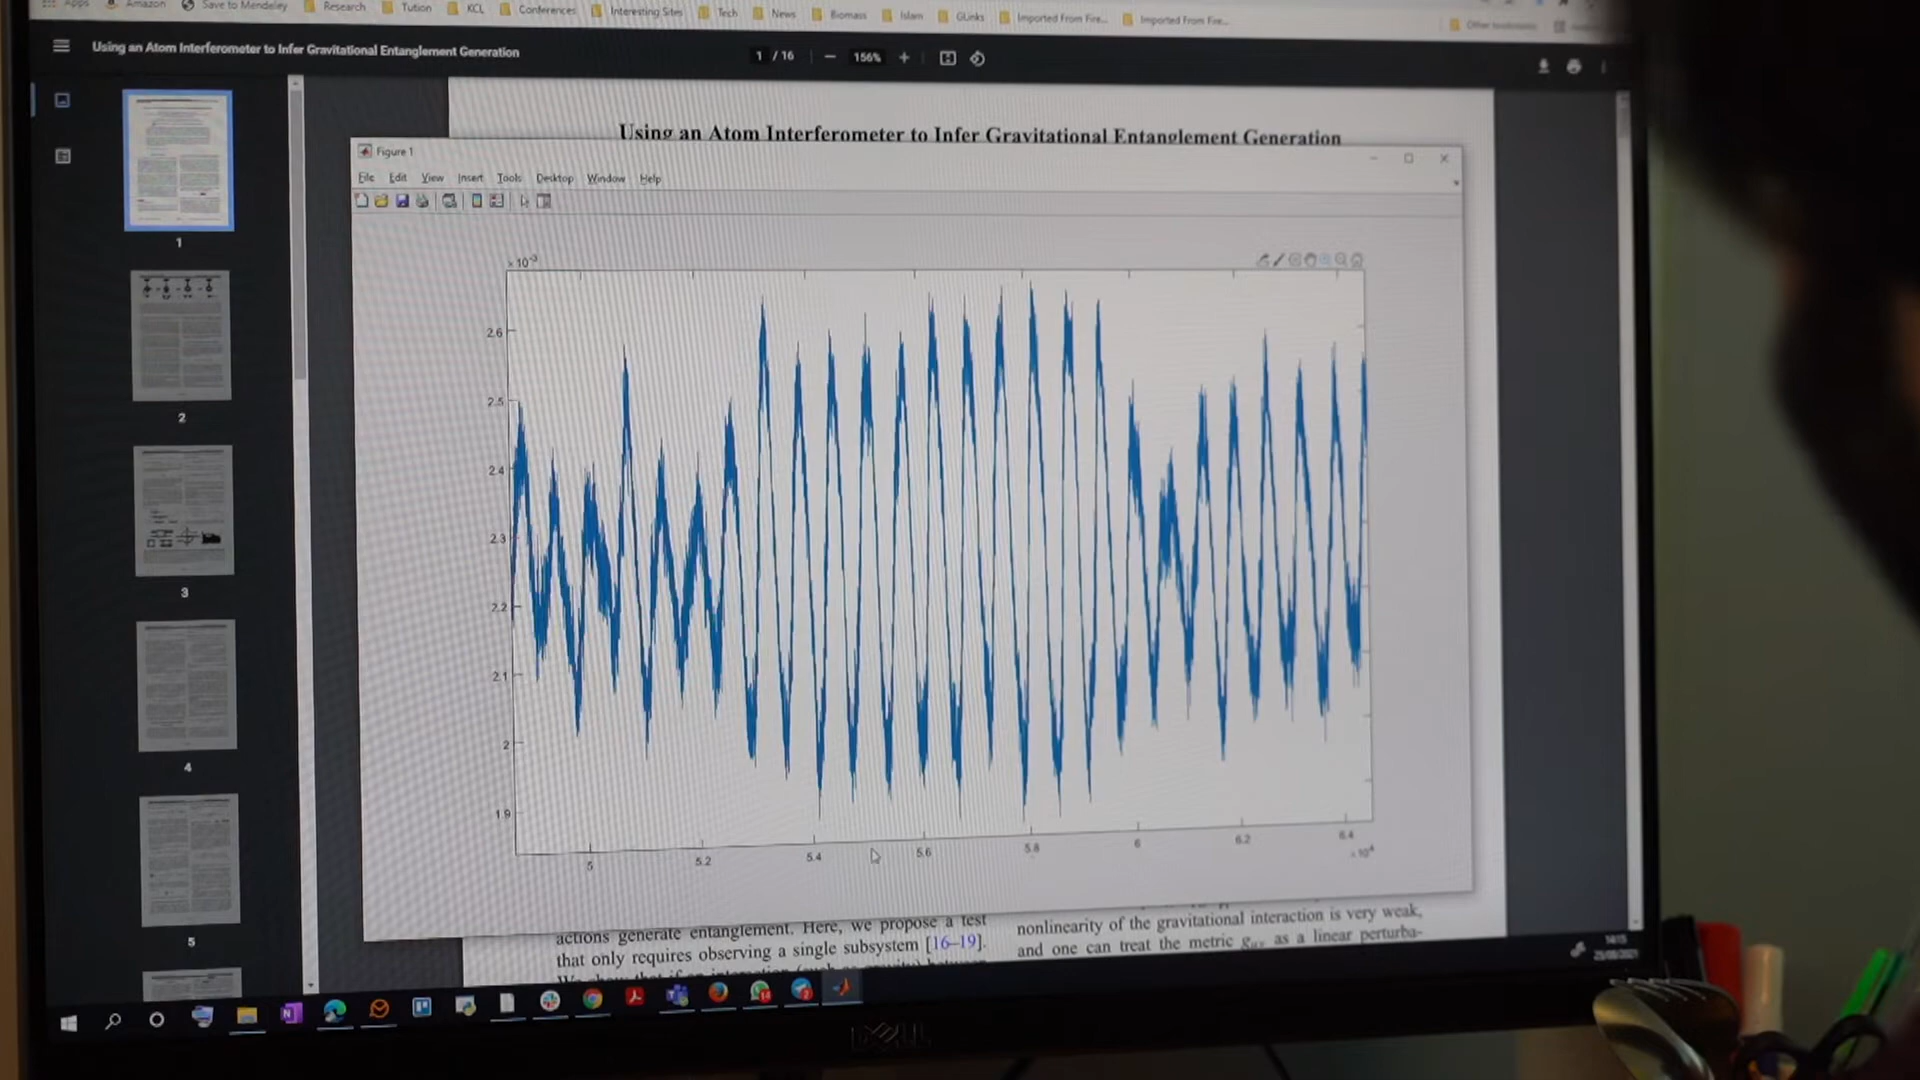 Apps Amazon Save to Mendeley Research Tution KCL Conferences Interesting Sites Tech News Biomass Islam GLinks Imported From Fire... Imported From Fire... Other bookmarks
Using an Atom Interferometer to Infer Gravitational Entanglement Generation
1 / 16 − 156% +
Using an Atom Interferometer to Infer Gravitational Entanglement Generation
Figure 1
File Edit View Insert Tools Desktop Window Help
×10⁻³
2.6
2.5
2.4
2.3
2.2
2.1
2
1.9
5 5.2 5.4 5.6 5.8 6 6.2 6.4
×10⁴
1
2
3
4
5
actions generate entanglement. Here, we propose a test
that only requires observing a single subsystem [16–19].
nonlinearity of the gravitational interaction is very weak,
and one can treat the metric as a linear perturba-
DELL